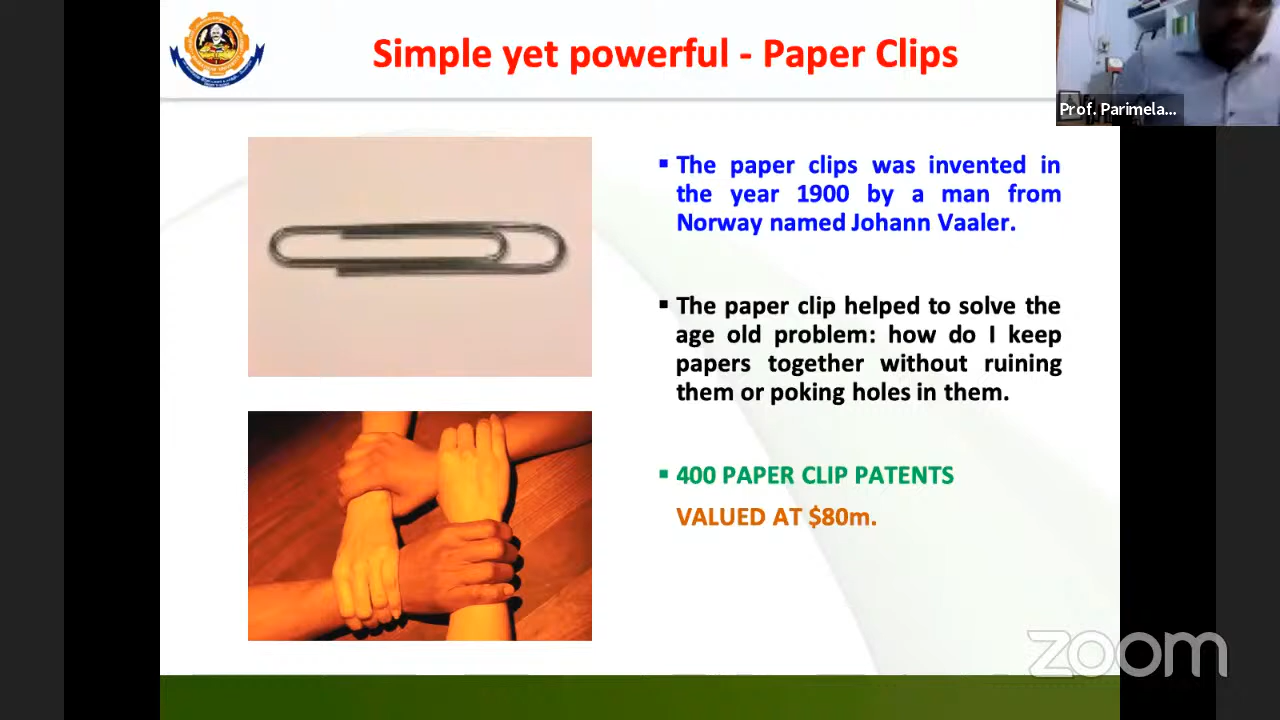 Simple yet powerful - Paper Clips
Prof. Parimela...
▪ The paper clips was invented in
the year 1900 by a man from
Norway named Johann Vaaler.
▪ The paper clip helped to solve the
age old problem: how do I keep
papers together without ruining
them or poking holes in them.
▪ 400 PAPER CLIP PATENTS
VALUED AT $80m.
zoom